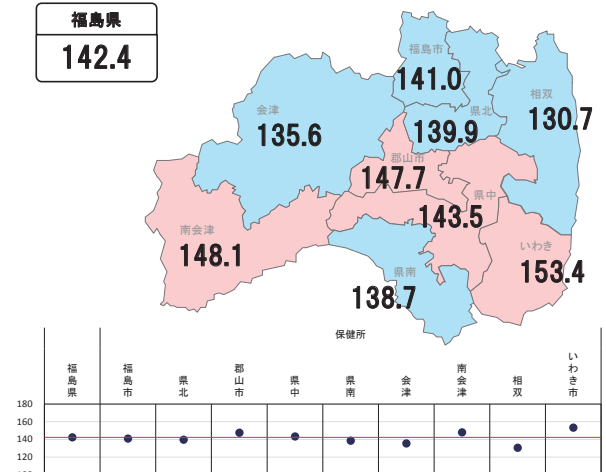 福島県
142.4
福島市
141.0
県北
139.9
相双
130.7
会津
135.6
郡山市
147.7
県中
143.5
南会津
148.1
いわき
153.4
県南
138.7
保健所
福島県
福島市
県北
郡山市
県中
県南
会津
南会津
相双
いわき市
180
160
140
120